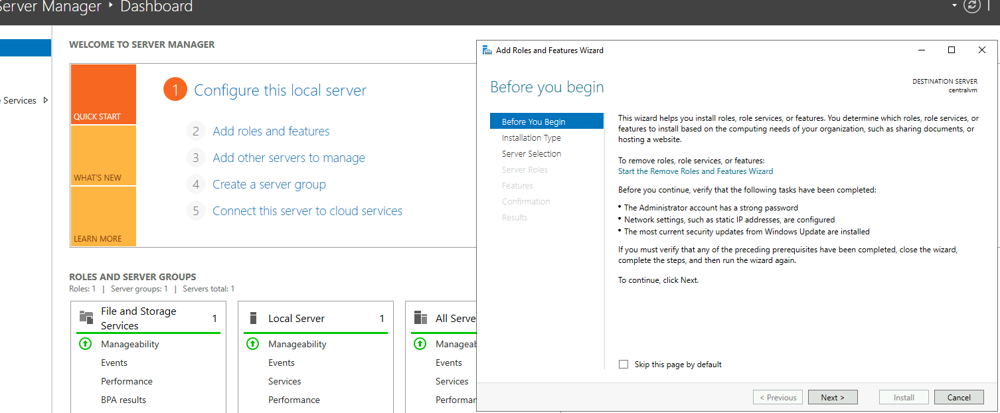 Server Manager ‣ Dashboard
Services
WELCOME TO SERVER MANAGER
QUICK START
WHAT'S NEW
LEARN MORE
1 Configure this local server
2 Add roles and features
3 Add other servers to manage
4 Create a server group
5 Connect this server to cloud services
ROLES AND SERVER GROUPS
Roles: 1 | Server groups: 1 | Servers total: 1
File and Storage
Services
1
Manageability
Events
Performance
BPA results
Local Server 1
Manageability
Events
Services
Performance
All Serve
Manageab
Events
Services
Performan
Add Roles and Features Wizard
Before you begin
DESTINATION SERVER
centralvm
Before You Begin
Installation Type
Server Selection
Server Roles
Features
Confirmation
Results
This wizard helps you install roles, role services, or features. You determine which roles, role services, or
features to install based on the computing needs of your organization, such as sharing documents, or
hosting a website.
To remove roles, role services, or features:
Start the Remove Roles and Features Wizard
Before you continue, verify that the following tasks have been completed:
• The Administrator account has a strong password
• Network settings, such as static IP addresses, are configured
• The most current security updates from Windows Update are installed
If you must verify that any of the preceding prerequisites have been completed, close the wizard,
complete the steps, and then run the wizard again.
To continue, click Next.
Skip this page by default
< Previous
Next >
Install
Cancel